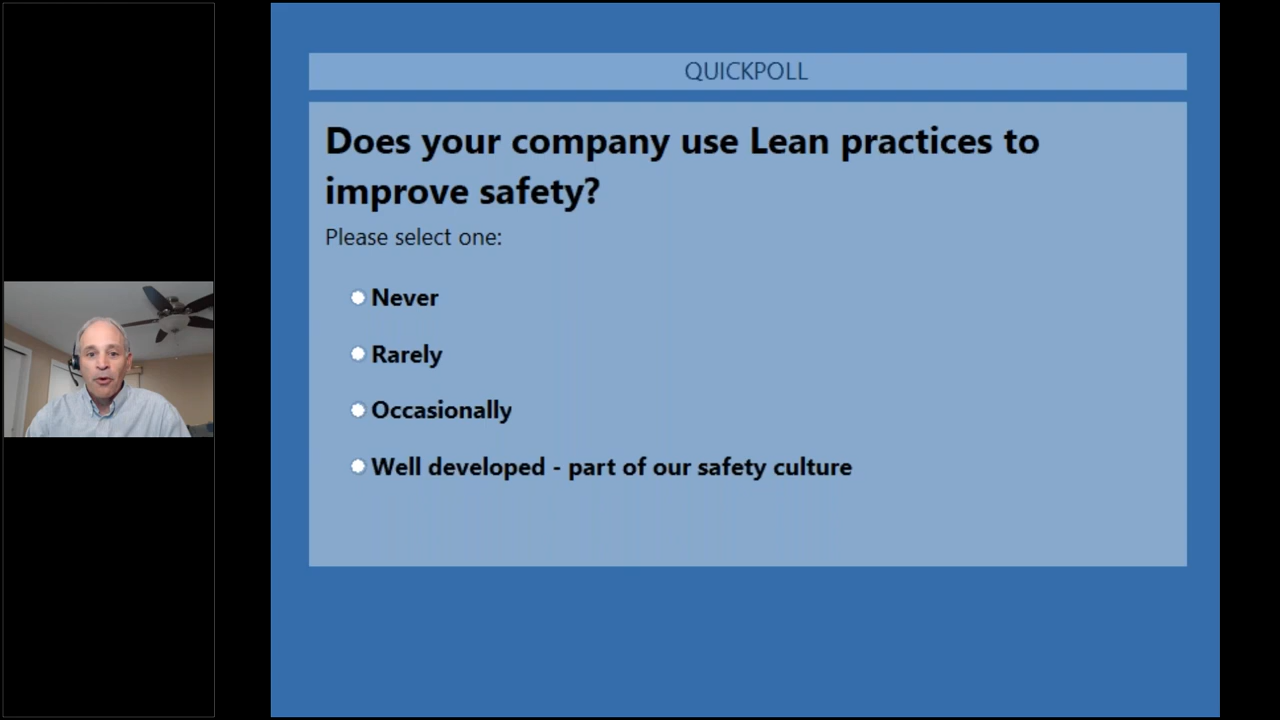 QUICKPOLL
Does your company use Lean practices to
improve safety?
Please select one:
Never
Rarely
Occasionally
Well developed - part of our safety culture